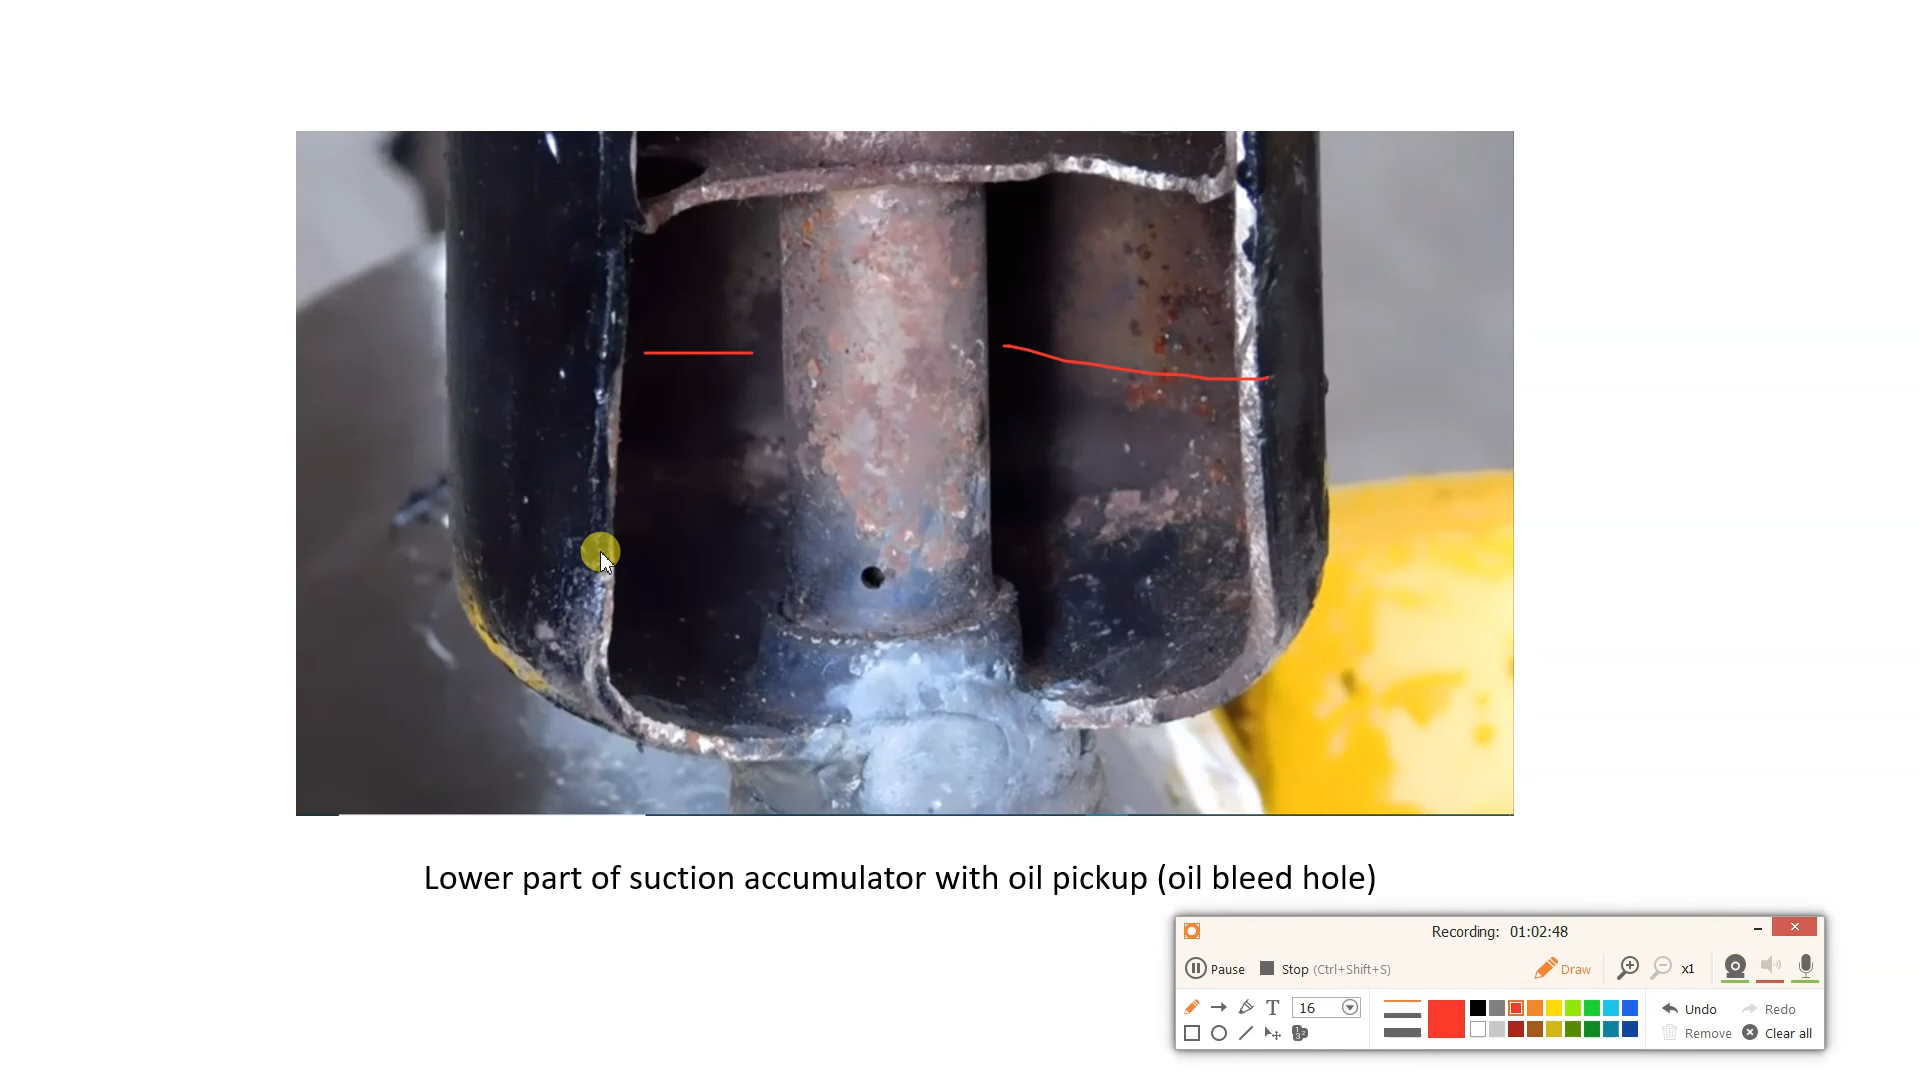 Lower part of suction accumulator with oil pickup (oil bleed hole)
Recording: 01:02:48
Pause Stop (Ctrl+Shift+S) Draw x1
T 16 Undo Redo
Remove Clear all